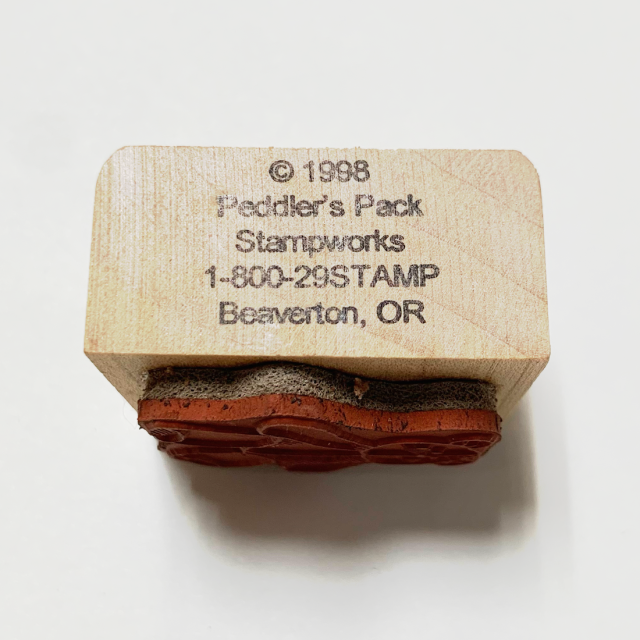 © 1998
Peddler's Pack
Stampworks
1-800-29STAMP
Beaverton, OR